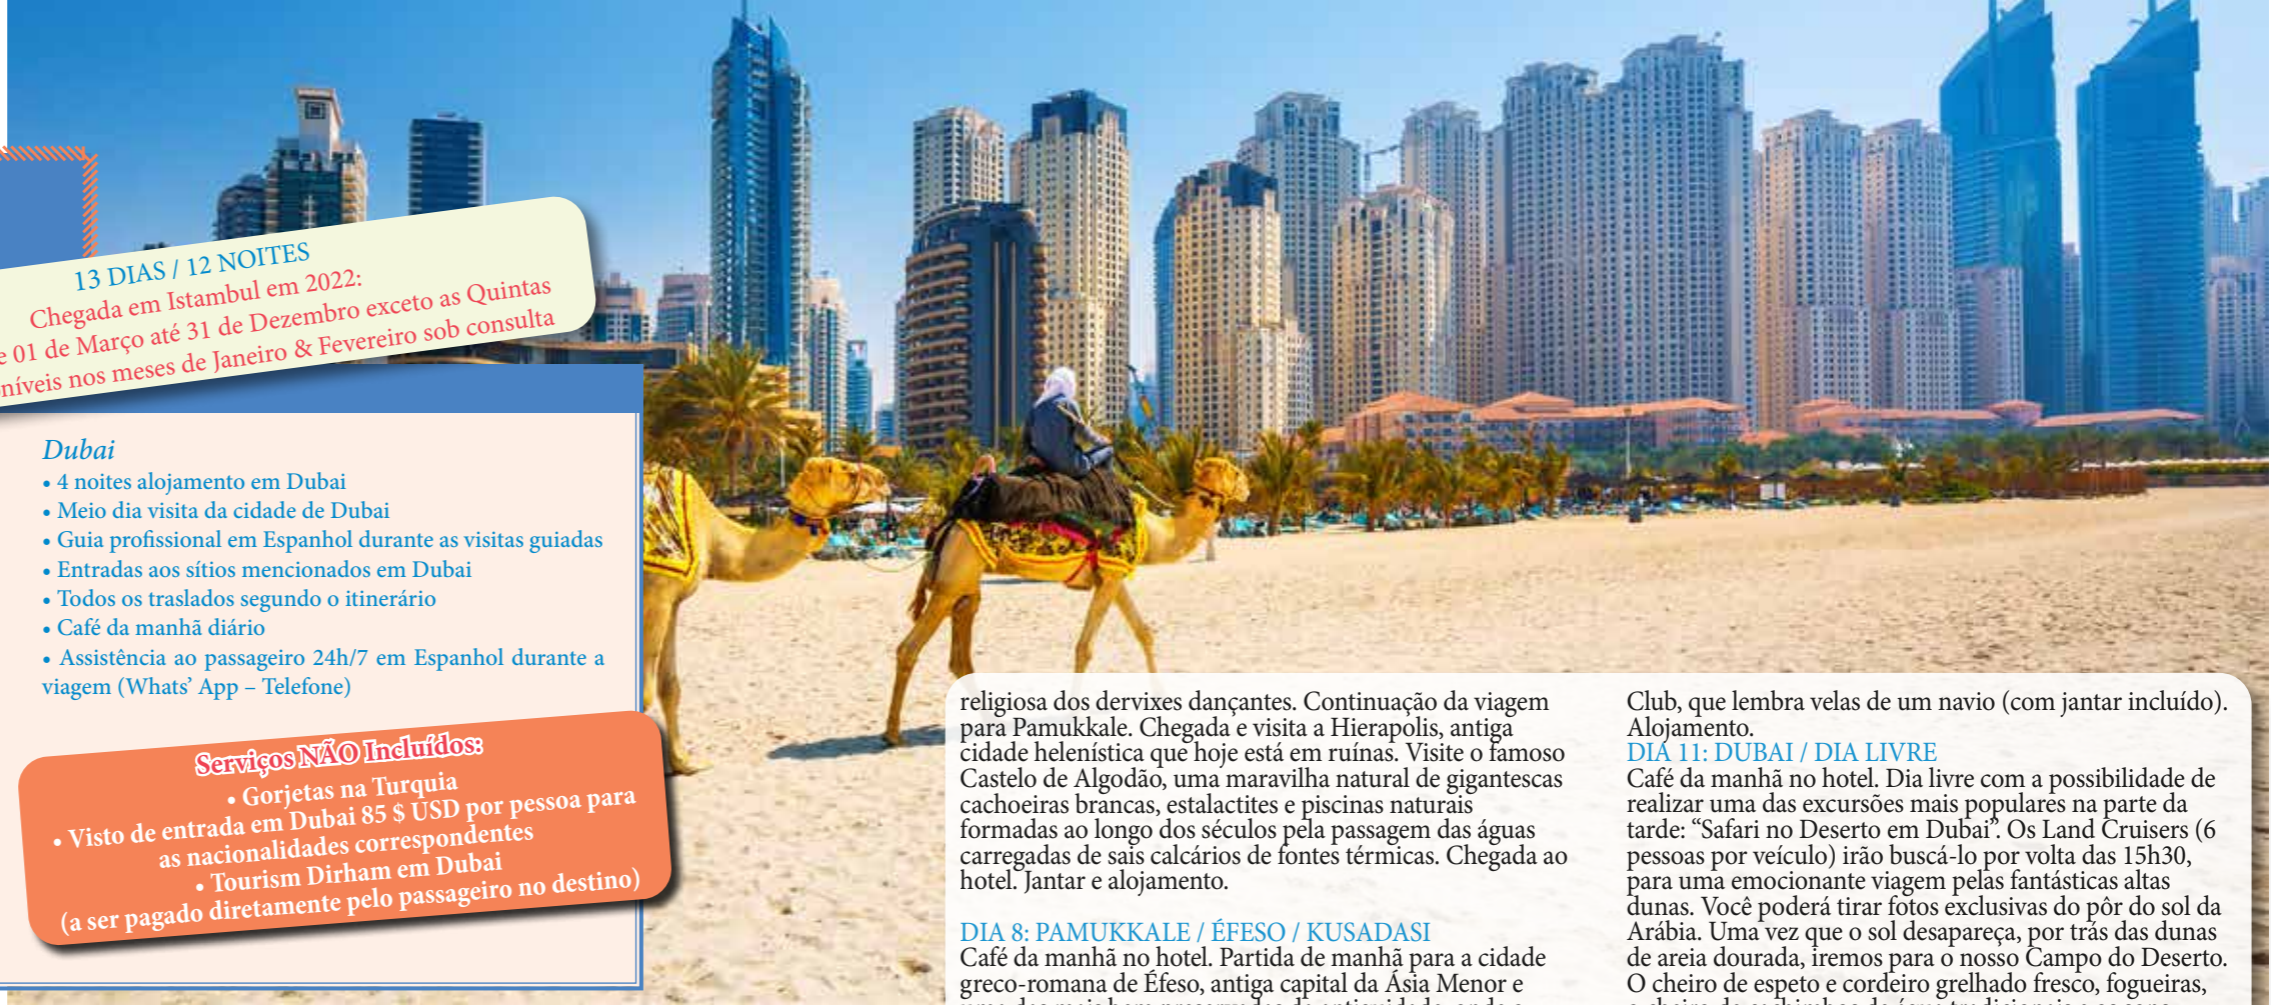 13 DIAS / 12 NOITES
Chegada em Istambul em 2022:
01 de Março até 31 de Dezembro exceto as Quintas
nos meses de Janeiro & Fevereiro sob consulta
Dubai
• 4 noites alojamento em Dubai
• Meio dia visita da cidade de Dubai
• Guia profissional em Espanhol durante as visitas guiadas
• Entradas aos sítios mencionados em Dubai
• Todos os traslados segundo o itinerário
• Café da manhã diário
• Assistência ao passageiro 24h/7 em Espanhol durante a
viagem (Whats’ App – Telefone)
Serviços NÃO Incluídos:
• Gorjetas na Turquia
• Visto de entrada em Dubai 85 $ USD por pessoa para
as nacionalidades correspondentes
• Tourism Dirham em Dubai
(a ser pagado diretamente pelo passageiro no destino)
religiosa dos dervixes dançantes. Continuação da viagem
para Pamukkale. Chegada e visita a Hierapolis, antiga
cidade helenística que hoje está em ruínas. Visite o famoso
Castelo de Algodão, uma maravilha natural de gigantescas
cachoeiras brancas, estalactites e piscinas naturais
formadas ao longo dos séculos pela passagem das águas
carregadas de sais calcários de fontes térmicas. Chegada ao
hotel. Jantar e alojamento.
DIA 8: PAMUKKALE / ÉFESO / KUSADASI
Café da manhã no hotel. Partida de manhã para a cidade
greco-romana de Éfeso, antiga capital da Ásia Menor e
Club, que lembra velas de um navio (com jantar incluído).
Alojamento.
DIA 11: DUBAI / DIA LIVRE
Café da manhã no hotel. Dia livre com a possibilidade de
realizar uma das excursões mais populares na parte da
tarde: “Safari no Deserto em Dubai”. Os Land Cruisers (6
pessoas por veículo) irão buscá-lo por volta das 15h30,
para uma emocionante viagem pelas fantásticas altas
dunas. Você poderá tirar fotos exclusivas do pôr do sol da
Arábia. Uma vez que o sol desapareça, por trás das dunas
de areia dourada, iremos para o nosso Campo do Deserto.
O cheiro de espeto e cordeiro grelhado fresco, fogueiras,